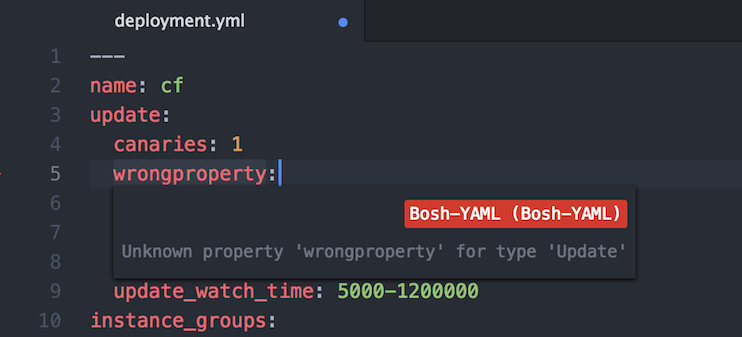 deployment.yml
1 ---
2 name: cf
3 update:
4 canaries: 1
5 wrongproperty:
6 Bosh-YAML (Bosh-YAML)
7
8 Unknown property 'wrongproperty' for type 'Update'
9 update_watch_time: 5000-1200000
10 instance_groups: